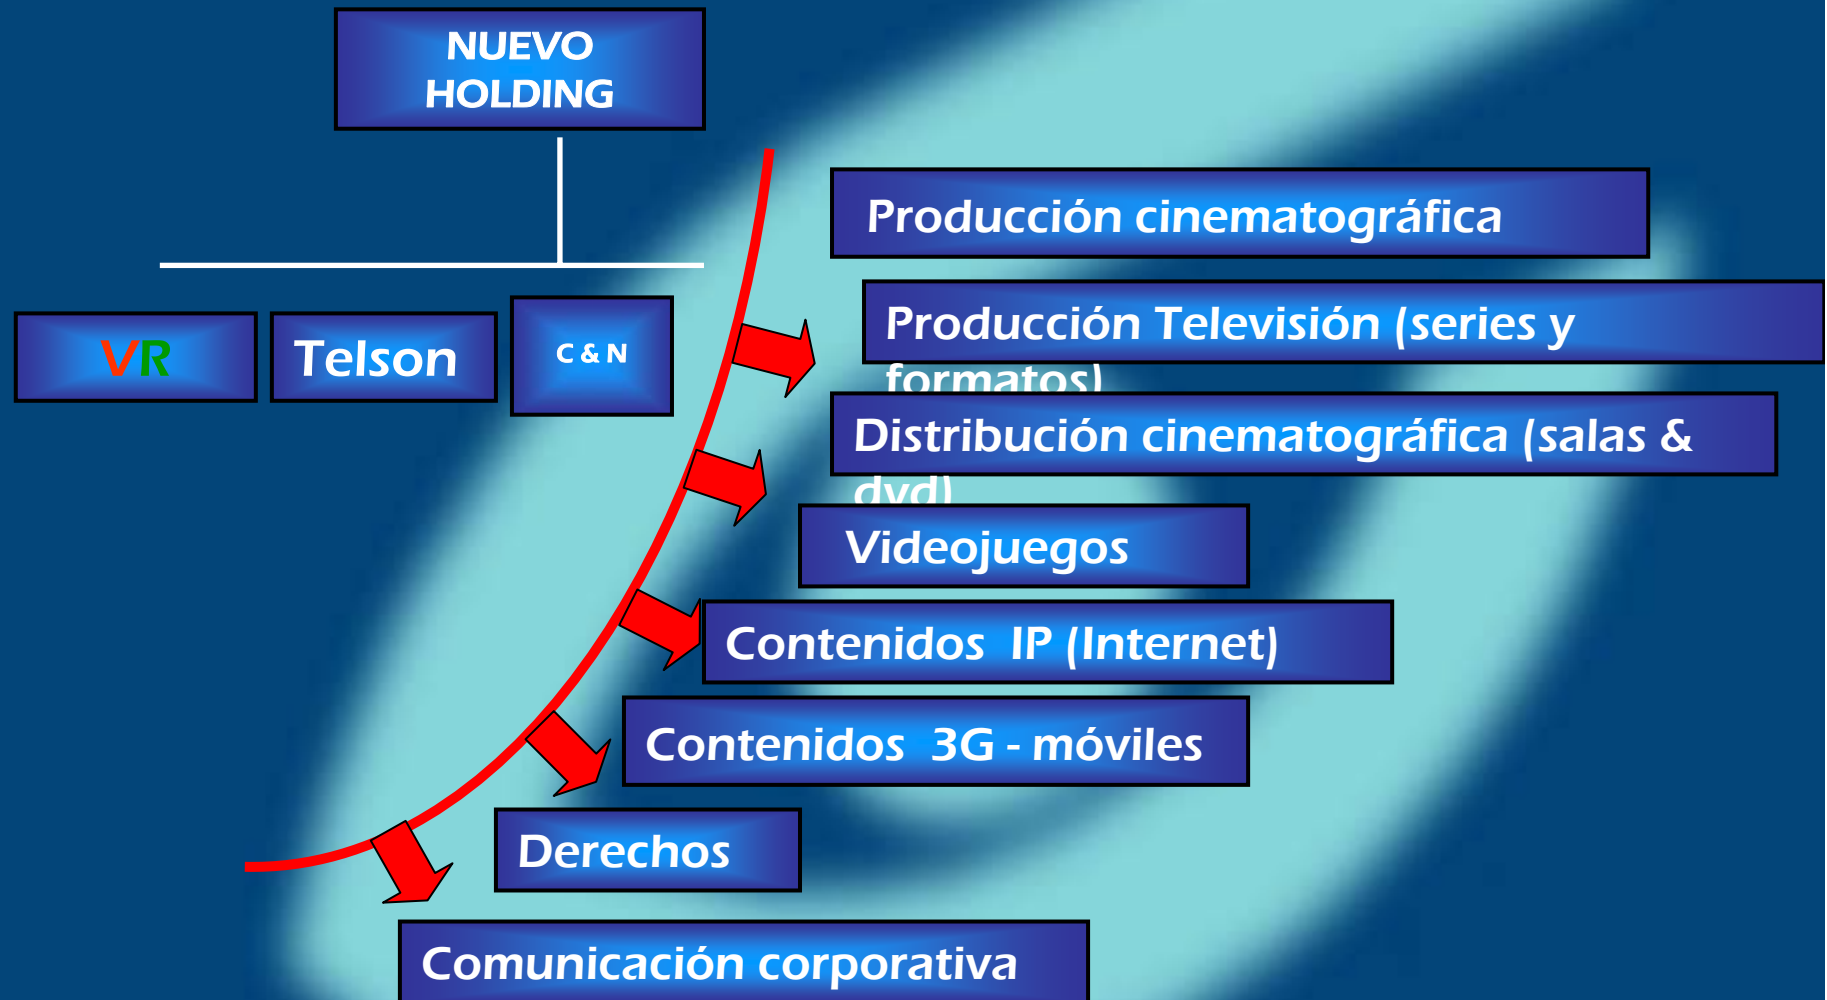 NUEVO
HOLDING
VR
Telson
C & N
Producción cinematográfica
Producción Televisión (series y
formatos)
Distribución cinematográfica (salas &
dvd)
Videojuegos
Contenidos  IP (Internet)
Contenidos  3G - móviles
Derechos
Comunicación corporativa